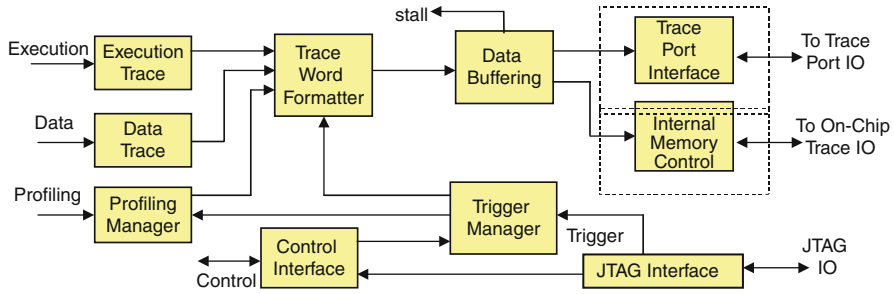 stall
Execution
Execution
Trace
Trace
Word
Formatter
Data
Buffering
Trace
Port
Interface
To Trace
Port IO
Data
Data
Trace
Internal
Memory
Control
To On-Chip
Trace IO
Profiling
Profiling
Manager
Trigger
Manager
Trigger
Control
Control
Interface
JTAG Interface
JTAG
IO